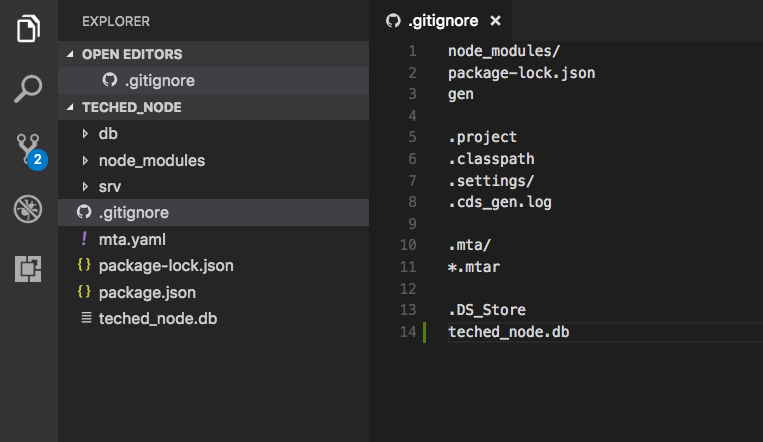 EXPLORER
OPEN EDITORS
.gitignore
TECHED_NODE
db
node_modules
srv
.gitignore
! mta.yaml
{} package-lock.json
{} package.json
teched_node.db
2
.gitignore ×
1 node_modules/
2 package-lock.json
3 gen
4
5 .project
6 .classpath
7 .settings/
8 .cds_gen.log
9
10 .mta/
11 *.mtar
12
13 .DS_Store
14 teched_node.db